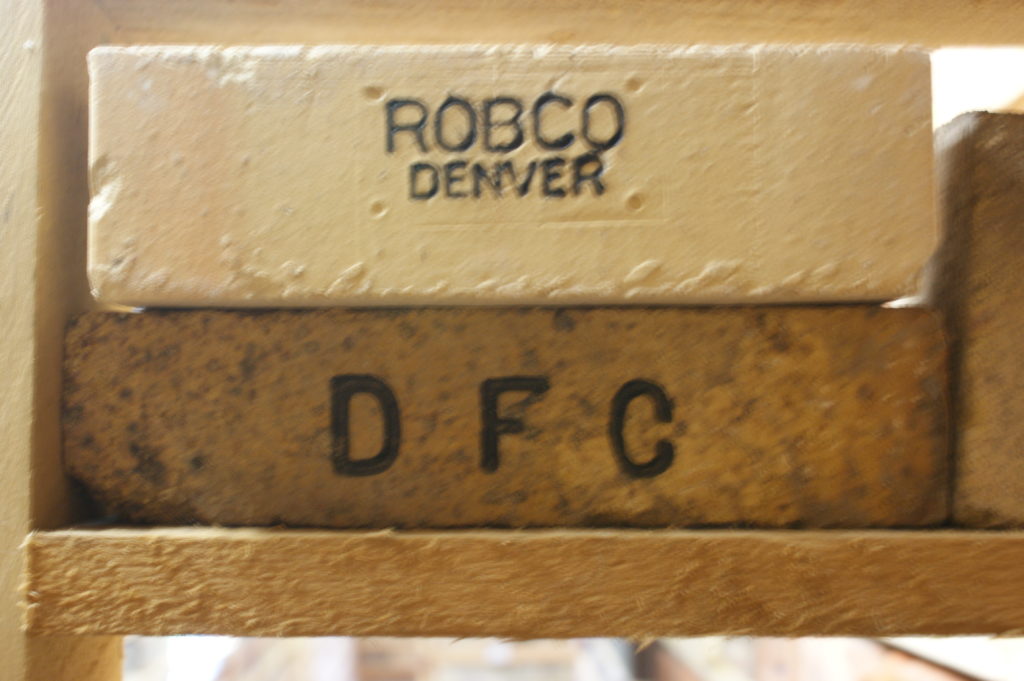 ROBCO
DENVER
D F C